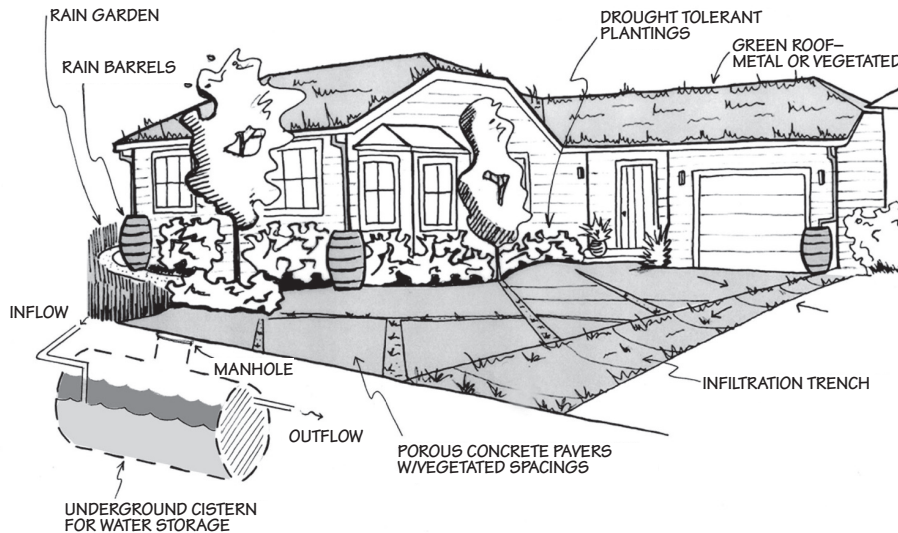 RAIN GARDEN
RAIN BARRELS
DROUGHT TOLERANT
PLANTINGS
GREEN ROOF–
METAL OR VEGETATED
INFLOW
MANHOLE
OUTFLOW
INFILTRATION TRENCH
POROUS CONCRETE PAVERS
W/VEGETATED SPACINGS
UNDERGROUND CISTERN
FOR WATER STORAGE